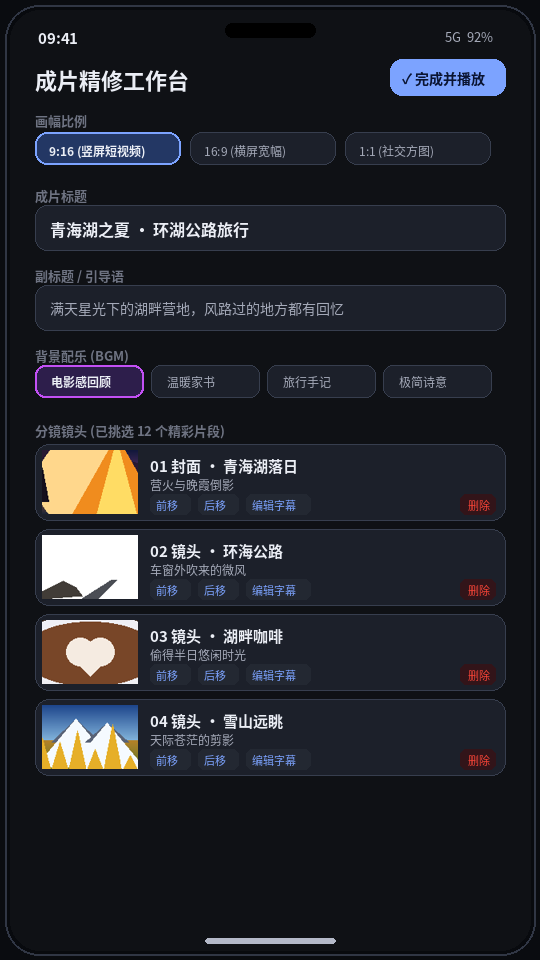 09:41
5G 92%
成片精修工作台
✓ 完成并播放
画幅比例
9:16 (竖屏短视频)
16:9 (横屏宽幅)
1:1 (社交方图)
成片标题
青海湖之夏 · 环湖公路旅行
副标题 / 引导语
满天星光下的湖畔营地，风路过的地方都有回忆
背景配乐 (BGM)
电影感回顾
温暖家书
旅行手记
极简诗意
分镜镜头 (已挑选 12 个精彩片段)
01 封面 · 青海湖落日
营火与晚霞倒影
前移 后移 编辑字幕 删除
02 镜头 · 环海公路
车窗外吹来的微风
前移 后移 编辑字幕 删除
03 镜头 · 湖畔咖啡
偷得半日悠闲时光
前移 后移 编辑字幕 删除
04 镜头 · 雪山远眺
天际苍茫的剪影
前移 后移 编辑字幕 删除